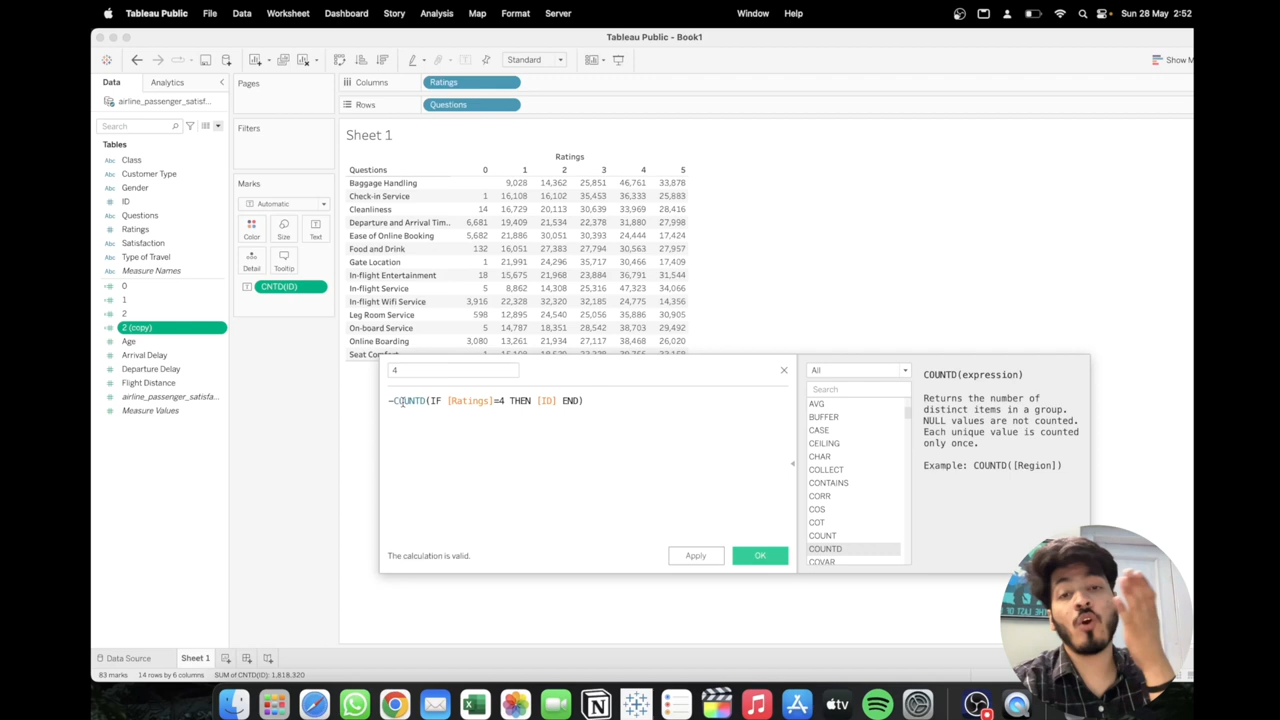 Tableau Public File Data Worksheet Dashboard Story Analysis Map Format Server Window Help Sun 28 May 2:52
Tableau Public - Book1
Standard
Show M
Data Analytics
Pages
Columns Ratings
airline_passenger_satisf...
Rows Questions
Search
Filters
Tables
Sheet 1
Abc Class
Abc Customer Type
Abc Gender
ID
Abc Questions
Abc Ratings
Abc Satisfaction
Abc Type of Travel
Abc Measure Names
0
1
2
2 (copy)
Age
Arrival Delay
Departure Delay
Flight Distance
airline_passenger_satisfa...
Measure Values
Marks
Automatic
Color Size Text
Detail Tooltip
CNTD(ID)
Ratings
Questions 0 1 2 3 4 5
Baggage Handling 9,028 14,362 25,851 46,761 33,878
Check-in Service 1 16,108 16,102 35,453 36,333 25,883
Cleanliness 14 16,729 20,113 30,639 33,969 28,416
Departure and Arrival Tim.. 6,681 19,409 21,534 22,378 31,880 27,998
Ease of Online Booking 5,682 21,886 30,051 30,393 24,444 17,424
Food and Drink 132 16,051 27,383 27,794 30,563 27,957
Gate Location 1 21,991 24,296 35,717 30,466 17,409
In-flight Entertainment 18 15,675 21,968 23,884 36,791 31,544
In-flight Service 5 8,862 14,308 25,316 47,323 34,066
In-flight Wifi Service 3,916 22,328 32,320 32,185 24,775 14,356
Leg Room Service 598 12,895 24,540 25,056 35,886 30,905
On-board Service 5 14,787 18,351 28,542 38,703 29,492
Online Boarding 3,080 13,261 21,934 27,117 38,468 26,020
Seat Comfort
4
-COUNTD(IF [Ratings]=4 THEN [ID] END)
The calculation is valid.
Apply OK
All
Search
AVG
BUFFER
CASE
CEILING
CHAR
COLLECT
CONTAINS
CORR
COS
COT
COUNT
COUNTD
COVAR
COUNTD(expression)
Returns the number of
distinct items in a group.
NULL values are not counted.
Each unique value is counted
only once.
Example: COUNTD([Region])
Data Source Sheet 1
83 marks 14 rows by 6 columns SUM of CNTD(ID): 1,818,320
tv